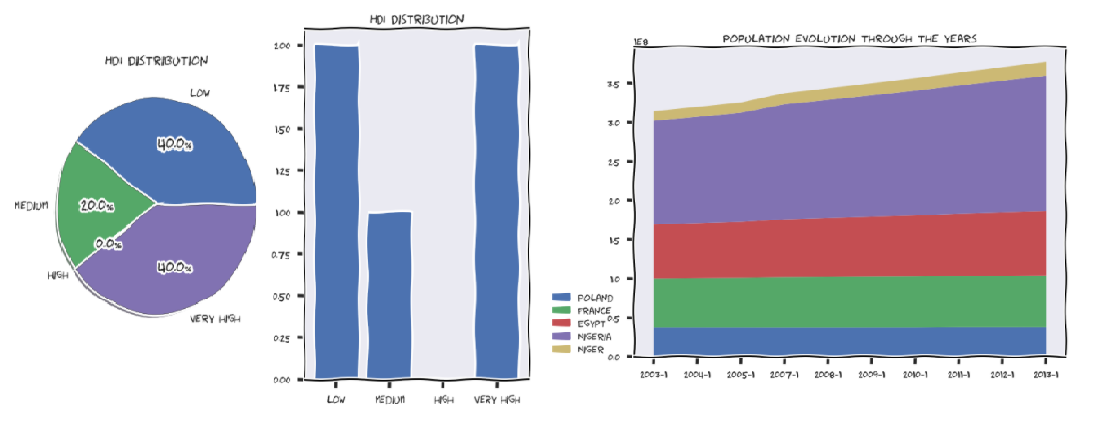 HDI DISTRIBUTION
LOW
40.0%
MEDIUM
20.0%
0.0%
HIGH
40.0%
VERY HIGH
HDI DISTRIBUTION
2.00
1.75
1.50
1.25
1.00
0.75
0.50
0.25
0.00
LOW MEDIUM HIGH VERY HIGH
POPULATION EVOLUTION THROUGH THE YEARS
1E8
3.5
3.0
2.5
2.0
1.5
1.0
0.5
0.0
POLAND
FRANCE
EGYPT
NIGERIA
NIGER
2003-1 2004-1 2005-1 2007-1 2008-1 2009-1 2010-1 2011-1 2012-1 2013-1